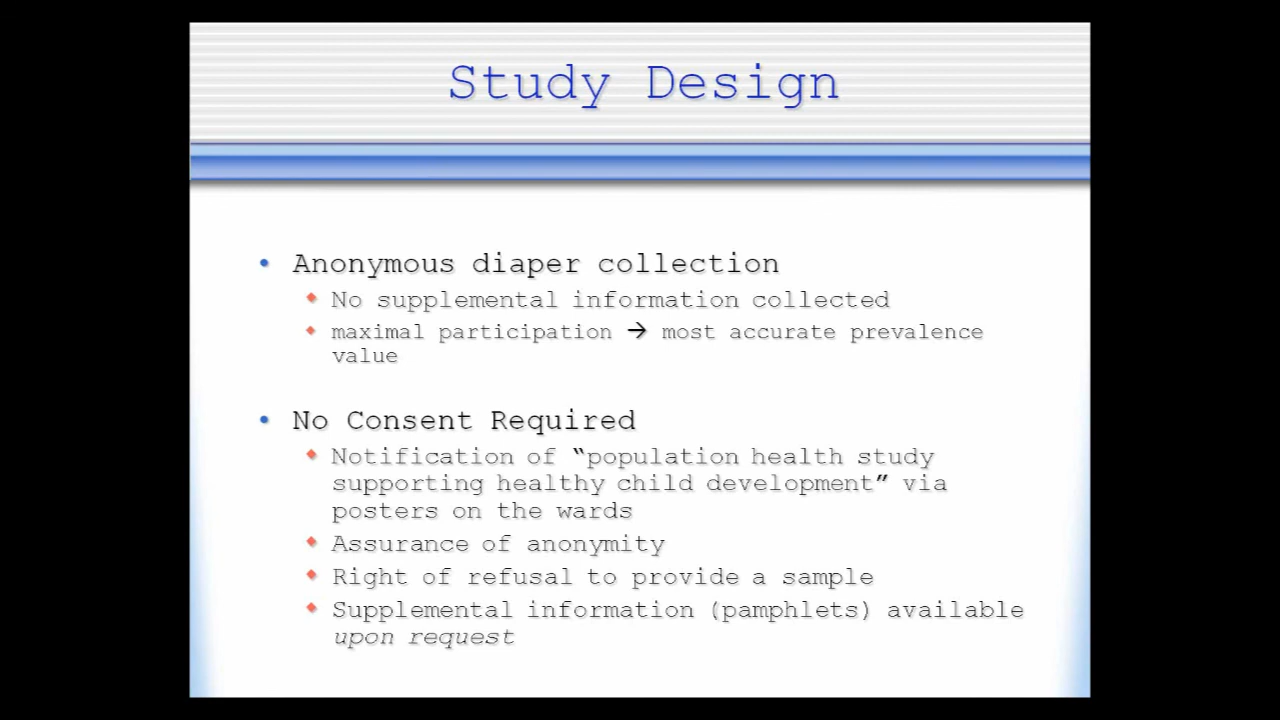 Study Design
• Anonymous diaper collection
◆ No supplemental information collected
◆ maximal participation → most accurate prevalence
value
• No Consent Required
◆ Notification of “population health study
supporting healthy child development” via
posters on the wards
◆ Assurance of anonymity
◆ Right of refusal to provide a sample
◆ Supplemental information (pamphlets) available
upon request